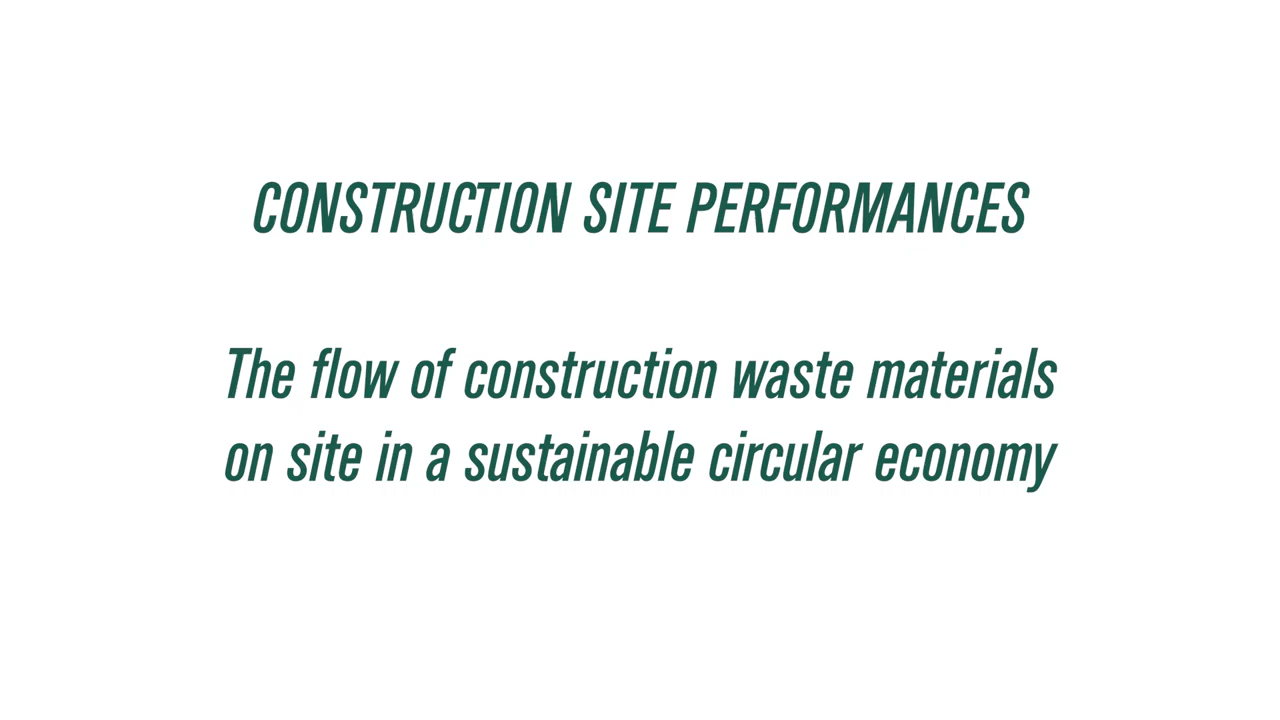 CONSTRUCTION SITE PERFORMANCES
The flow of construction waste materials
on site in a sustainable circular economy